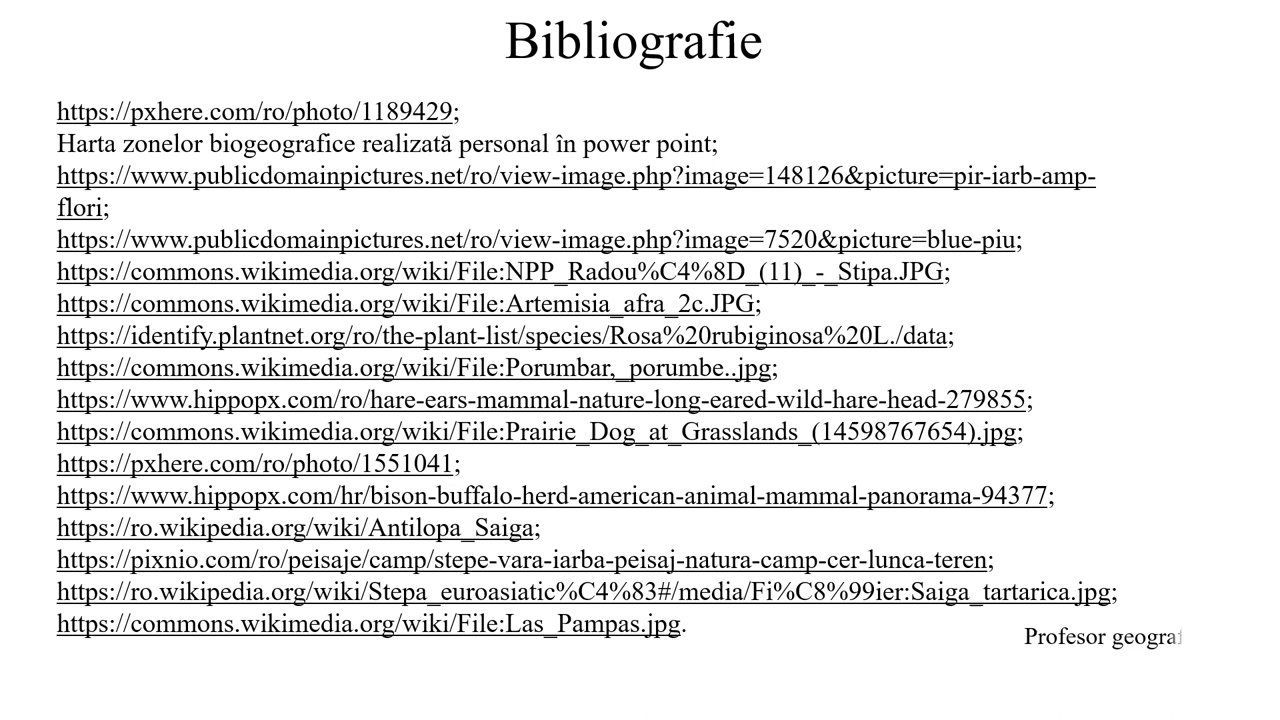 Bibliografie
https://pxhere.com/ro/photo/1189429;
Harta zonelor biogeografice realizată personal în power point;
https://www.publicdomainpictures.net/ro/view-image.php?image=148126&picture=pir-iarb-amp-
flori;
https://www.publicdomainpictures.net/ro/view-image.php?image=7520&picture=blue-piu;
https://commons.wikimedia.org/wiki/File:NPP_Radou%C4%8D_(11)_-_Stipa.JPG;
https://commons.wikimedia.org/wiki/File:Artemisia_afra_2c.JPG;
https://identify.plantnet.org/ro/the-plant-list/species/Rosa%20rubiginosa%20L./data;
https://commons.wikimedia.org/wiki/File:Porumbar,_porumbe..jpg;
https://www.hippopx.com/ro/hare-ears-mammal-nature-long-eared-wild-hare-head-279855;
https://commons.wikimedia.org/wiki/File:Prairie_Dog_at_Grasslands_(14598767654).jpg;
https://pxhere.com/ro/photo/1551041;
https://www.hippopx.com/hr/bison-buffalo-herd-american-animal-mammal-panorama-94377;
https://ro.wikipedia.org/wiki/Antilopa_Saiga;
https://pixnio.com/ro/peisaje/camp/stepe-vara-iarba-peisaj-natura-camp-cer-lunca-teren;
https://ro.wikipedia.org/wiki/Stepa_euroasiatic%C4%83#/media/Fi%C8%99ier:Saiga_tartarica.jpg;
https://commons.wikimedia.org/wiki/File:Las_Pampas.jpg.
Profesor geograf